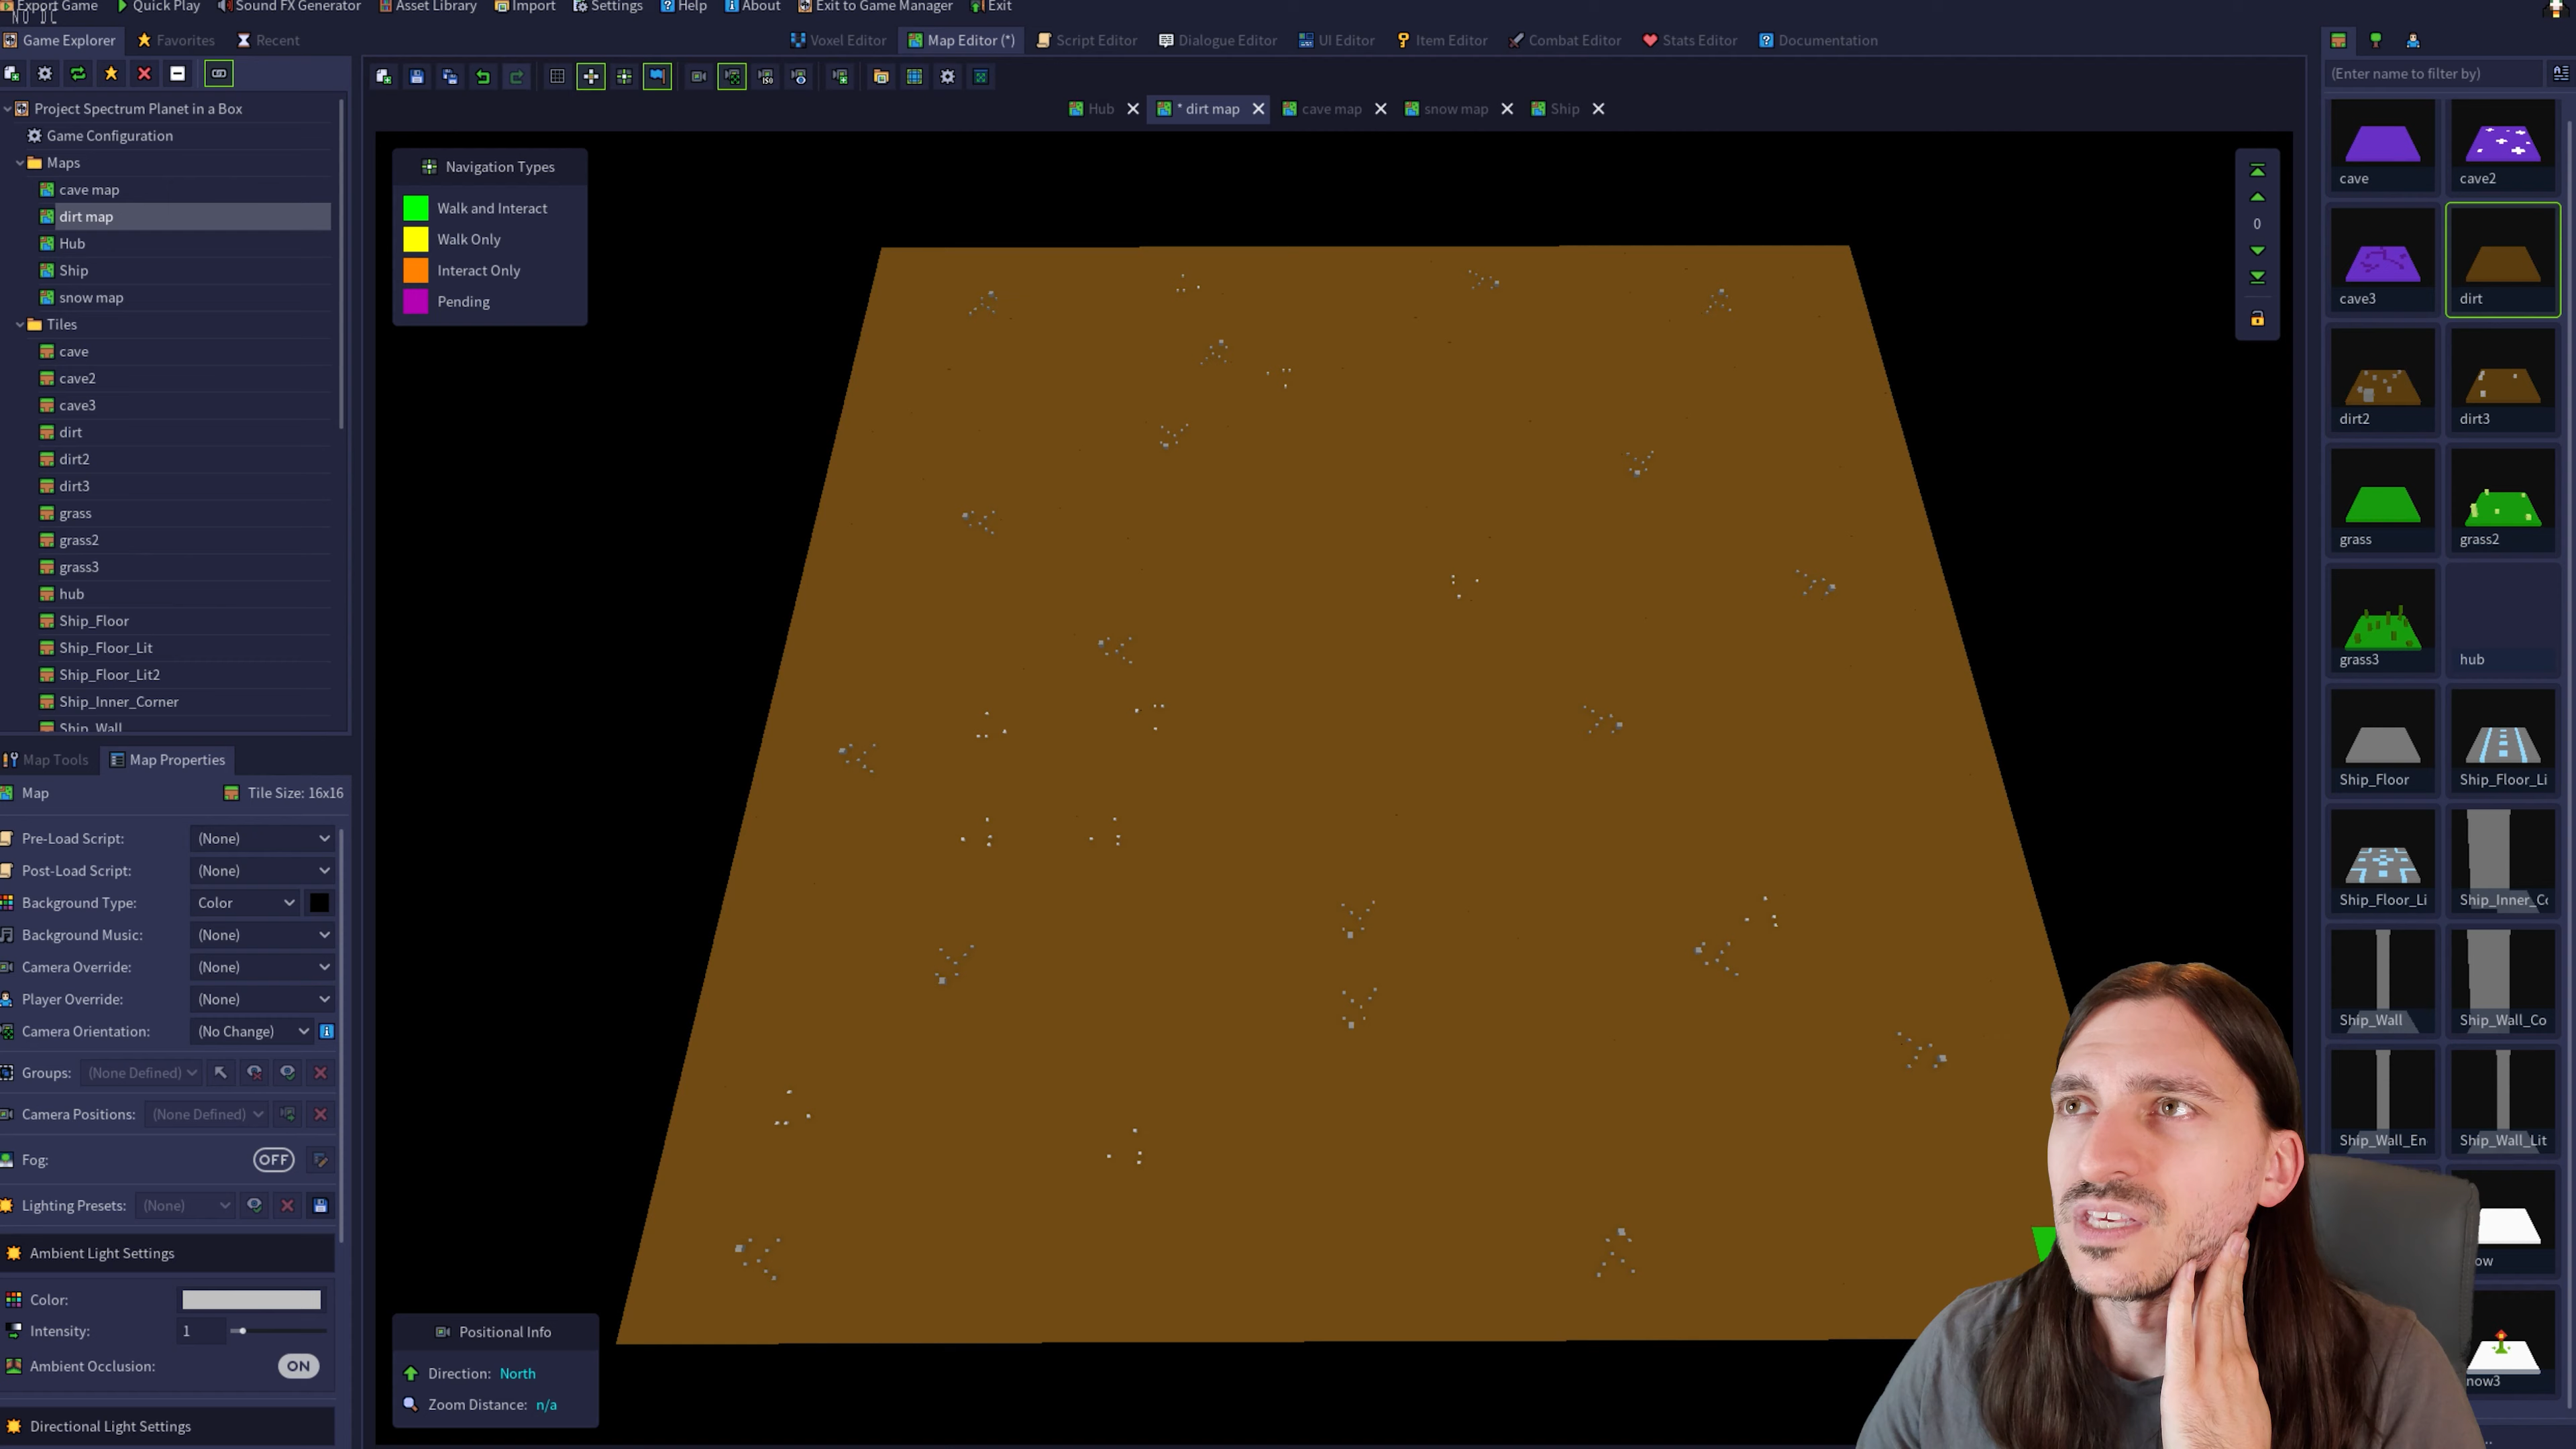 Export Game Quick Play Sound FX Generator Asset Library Import Settings Help About Exit to Game Manager Exit
Game Explorer Favorites Recent
Voxel Editor Map Editor (*) Script Editor Dialogue Editor UI Editor Item Editor Combat Editor Stats Editor Documentation
(Enter name to filter by)
Hub * dirt map cave map snow map Ship
Project Spectrum Planet in a Box
Game Configuration
Maps
cave map
dirt map
Hub
Ship
snow map
Tiles
cave
cave2
cave3
dirt
dirt2
dirt3
grass
grass2
grass3
hub
Ship_Floor
Ship_Floor_Lit
Ship_Floor_Lit2
Ship_Inner_Corner
Ship_Wall
Map Tools Map Properties
Map Tile Size: 16x16
Pre-Load Script: (None)
Post-Load Script: (None)
Background Type: Color
Background Music: (None)
Camera Override: (None)
Player Override: (None)
Camera Orientation: (No Change)
Groups: (None Defined)
Camera Positions: (None Defined)
Fog: OFF
Lighting Presets: (None)
Ambient Light Settings
Color:
Intensity: 1
Ambient Occlusion: ON
Directional Light Settings
Navigation Types
Walk and Interact
Walk Only
Interact Only
Pending
0
Positional Info
Direction: North
Zoom Distance: n/a
cave cave2
cave3 dirt
dirt2 dirt3
grass grass2
grass3 hub
Ship_Floor Ship_Floor_Li
Ship_Floor_Li Ship_Inner_Co
Ship_Wall Ship_Wall_Co
Ship_Wall_En Ship_Wall_Lit
ow
now3